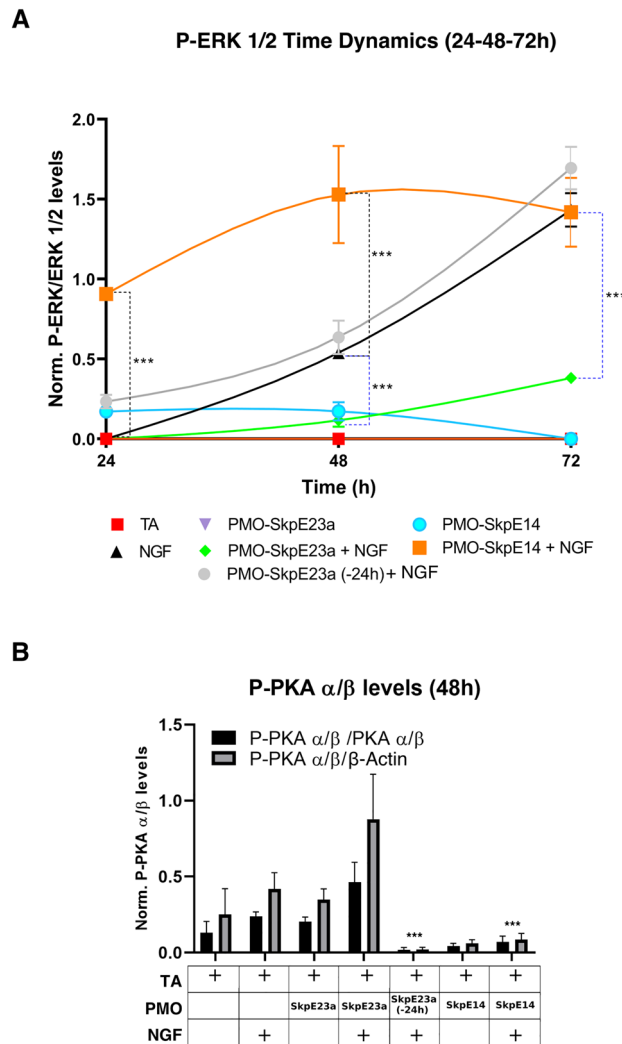 A
P-ERK 1/2 Time Dynamics (24-48-72h)
Norm. P-ERK/ERK 1/2 levels
2.0
1.5
1.0
0.5
0.0
***
***
***
***
24
48
72
Time (h)
TA
PMO-SkpE23a
PMO-SkpE14
NGF
PMO-SkpE23a + NGF
PMO-SkpE14 + NGF
PMO-SkpE23a (-24h)+ NGF
B
P-PKA α/β levels (48h)
Norm. P-PKA α/β levels
1.5
1.0
0.5
0.0
P-PKA α/β /PKA α/β
P-PKA α/β/β-Actin
***
***
TA + + + + + + +
PMO SkpE23a SkpE23a SkpE23a (-24h) SkpE14 SkpE14
NGF + + + +